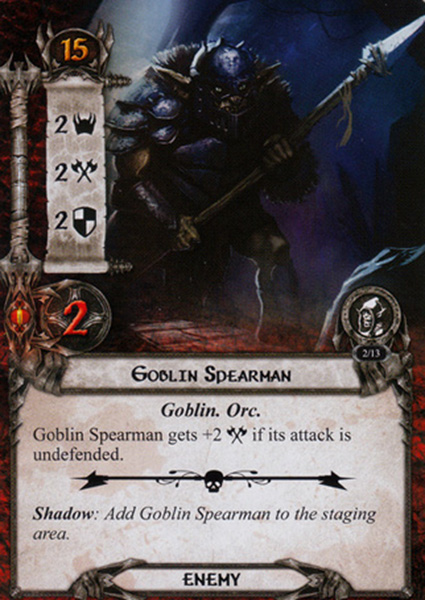 15
2
2
2
2
2/13
Goblin Spearman
Goblin. Orc.
Goblin Spearman gets +2 if its attack is
undefended.
Shadow: Add Goblin Spearman to the staging
area.
ENEMY